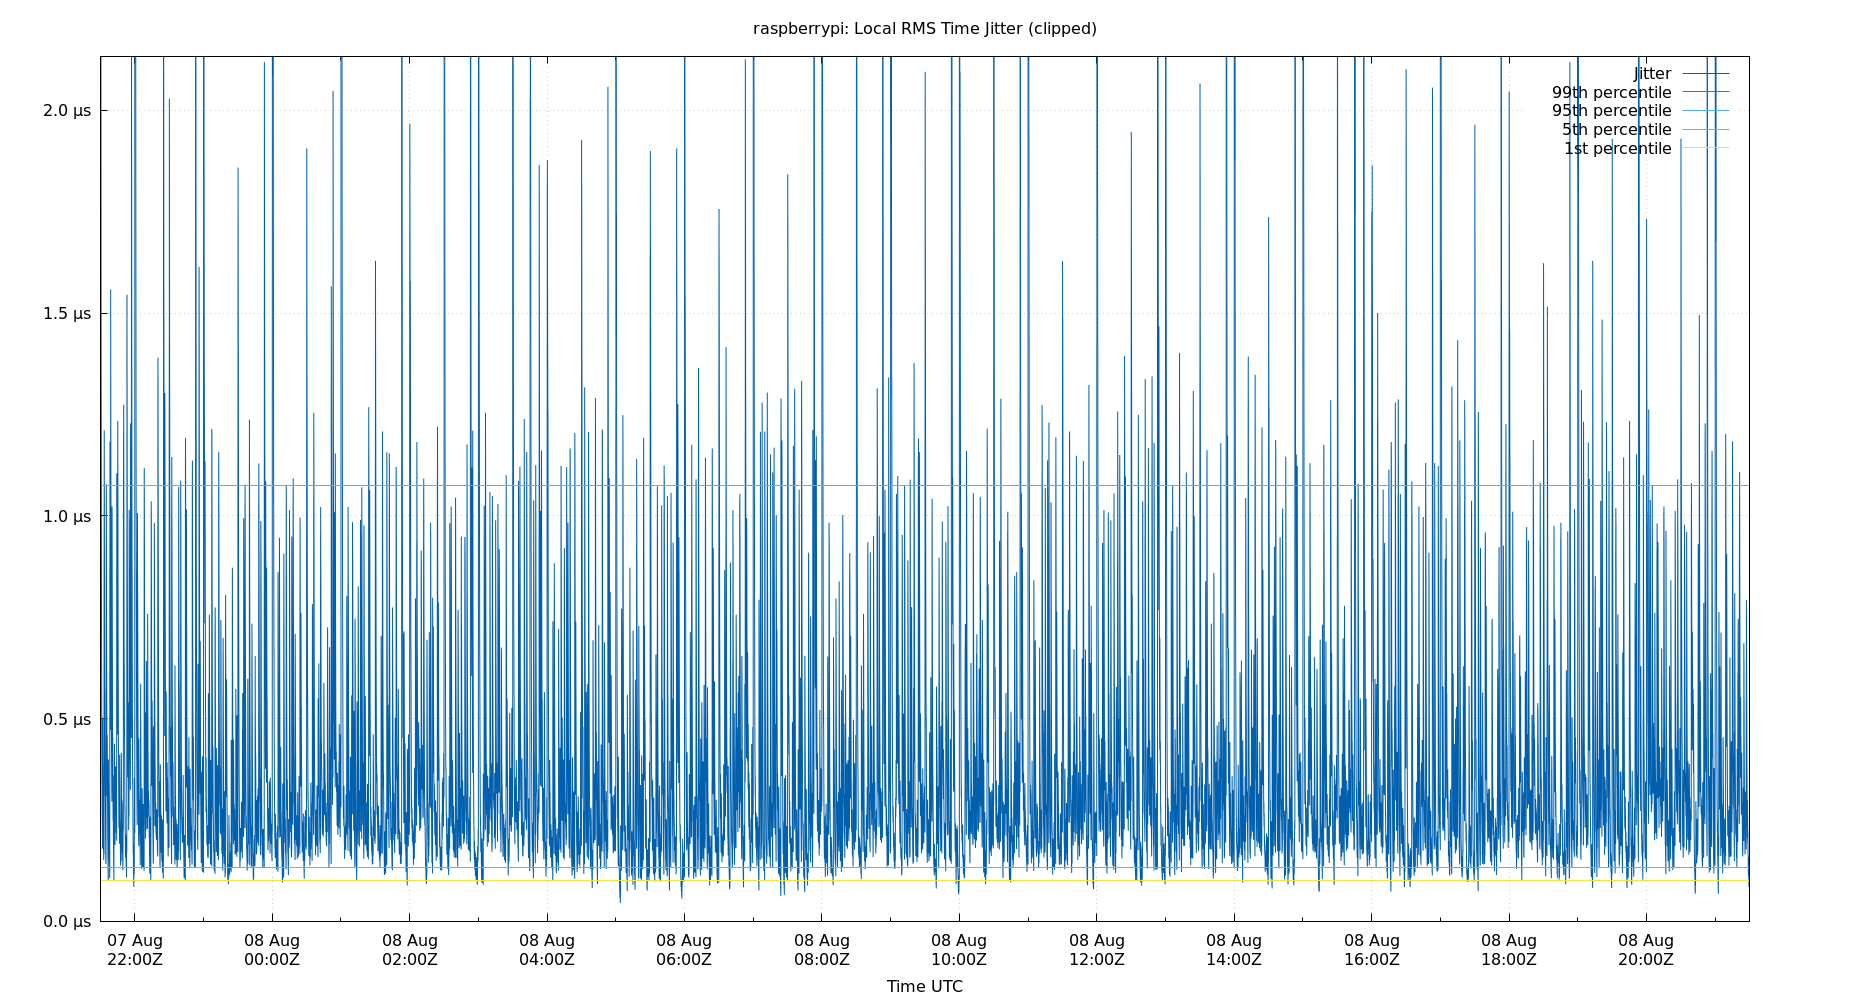 raspberrypi: Local RMS Time Jitter (clipped)
Jitter
99th percentile
95th percentile
5th percentile
1st percentile
2.0 µs
1.5 µs
1.0 µs
0.5 µs
0.0 µs
07 Aug 08 Aug 08 Aug 08 Aug 08 Aug 08 Aug 08 Aug 08 Aug 08 Aug 08 Aug 08 Aug 08 Aug
22:00Z 00:00Z 02:00Z 04:00Z 06:00Z 08:00Z 10:00Z 12:00Z 14:00Z 16:00Z 18:00Z 20:00Z
Time UTC